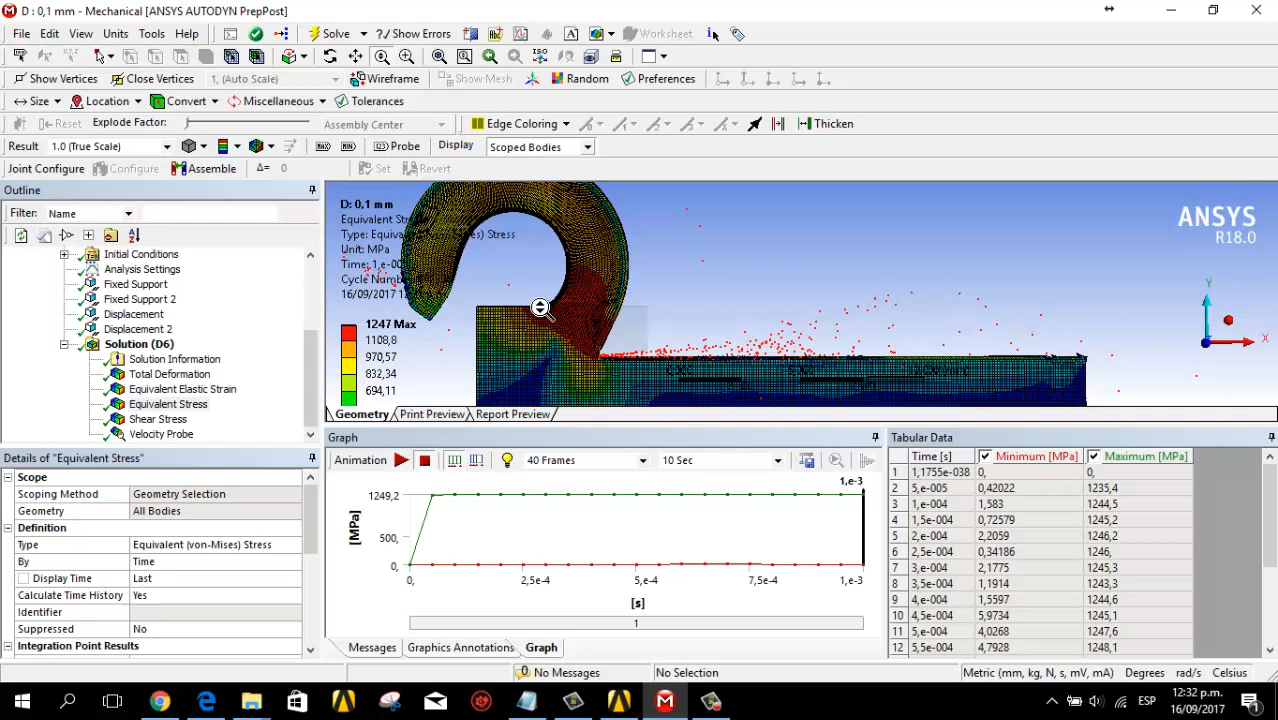 D : 0,1 mm - Mechanical [ANSYS AUTODYN PrepPost]
File Edit View Units Tools Help Solve Show Errors Worksheet
Show Vertices Close Vertices 1, (Auto Scale) Wireframe Show Mesh Random Preferences
Size Location Convert Miscellaneous Tolerances
Reset Explode Factor: Assembly Center Edge Coloring Thicken
Result 1.0 (True Scale) Probe Display Scoped Bodies
Joint Configure Configure Assemble Δ= 0 Set Revert
Outline
Filter: Name
Initial Conditions
Analysis Settings
Fixed Support
Fixed Support 2
Displacement
Displacement 2
Solution (D6)
Solution Information
Total Deformation
Equivalent Elastic Strain
Equivalent Stress
Shear Stress
Velocity Probe
D: 0,1 mm
Equivalent
Type: Stress
Unit: MPa
Cycle
16/09/2017
1247 Max
1108,8
970,57
832,34
694,11
ANSYS
R18.0
Y
X
Geometry Print Preview Report Preview
Details of "Equivalent Stress"
Scope
Scoping Method Geometry Selection
Geometry All Bodies
Definition
Type Equivalent (von-Mises) Stress
By Time
Display Time Last
Calculate Time History Yes
Identifier
Suppressed No
Integration Point Results
Graph
Animation 40 Frames 10 Sec
1,e-3
1249,2
[MPa]
500,
0,
0, 2,5e-4 5,e-4 7,5e-4 1,e-3
[s]
1
Messages Graphics Annotations Graph
Tabular Data
Time [s] Minimum [MPa] Maximum [MPa]
1 1,1755e-038 0, 0,
2 5,e-005 0,42022 1235,4
3 1,e-004 1,583 1244,5
4 1,5e-004 0,72579 1245,2
5 2,e-004 2,2059 1246,2
6 2,5e-004 0,34186 1246,
7 3,e-004 2,1775 1245,3
8 3,5e-004 1,1914 1243,3
9 4,e-004 1,5597 1244,6
10 4,5e-004 5,9734 1245,1
11 5,e-004 4,0268 1247,6
12 5,5e-004 4,7928 1248,1
No Messages No Selection Metric (mm, kg, N, s, mV, mA) Degrees rad/s Celsius
ESP 12:32 p.m.
16/09/2017